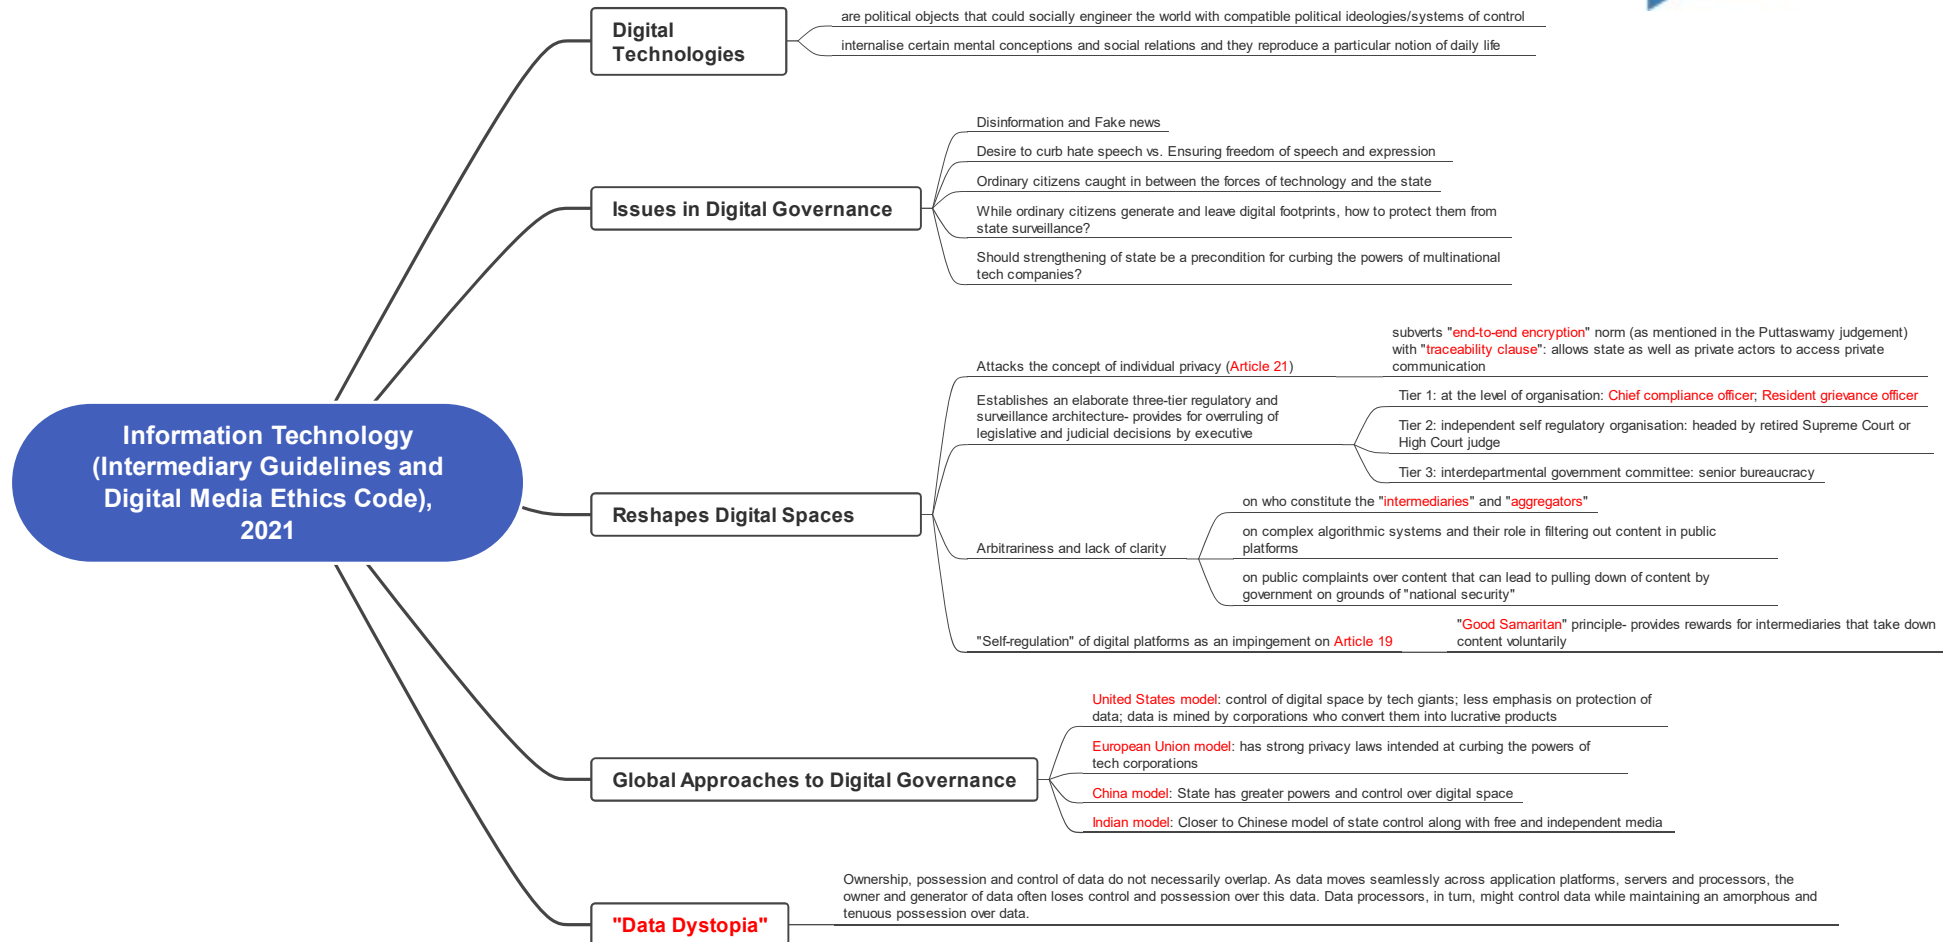 Digital
Technologies
are political objects that could socially engineer the world with compatible political ideologies/systems of control
internalise certain mental conceptions and social relations and they reproduce a particular notion of daily life
Issues in Digital Governance
Disinformation and Fake news
Desire to curb hate speech vs. Ensuring freedom of speech and expression
Ordinary citizens caught in between the forces of technology and the state
While ordinary citizens generate and leave digital footprints, how to protect them from
state surveillance?
Should strengthening of state be a precondition for curbing the powers of multinational
tech companies?
Information Technology
(Intermediary Guidelines and
Digital Media Ethics Code),
2021
Reshapes Digital Spaces
Attacks the concept of individual privacy (Article 21)
subverts "end-to-end encryption" norm (as mentioned in the Puttaswamy judgement)
with "traceability clause": allows state as well as private actors to access private
communication
Establishes an elaborate three-tier regulatory and
surveillance architecture- provides for overruling of
legislative and judicial decisions by executive
Tier 1: at the level of organisation: Chief compliance officer; Resident grievance officer
Tier 2: independent self regulatory organisation: headed by retired Supreme Court or
High Court judge
Tier 3: interdepartmental government committee: senior bureaucracy
Arbitrariness and lack of clarity
on who constitute the "intermediaries" and "aggregators"
on complex algorithmic systems and their role in filtering out content in public
platforms
on public complaints over content that can lead to pulling down of content by
government on grounds of "national security"
"Self-regulation" of digital platforms as an impingement on Article 19
"Good Samaritan" principle- provides rewards for intermediaries that take down
content voluntarily
Global Approaches to Digital Governance
United States model: control of digital space by tech giants; less emphasis on protection of
data; data is mined by corporations who convert them into lucrative products
European Union model: has strong privacy laws intended at curbing the powers of
tech corporations
China model: State has greater powers and control over digital space
Indian model: Closer to Chinese model of state control along with free and independent media
"Data Dystopia"
Ownership, possession and control of data do not necessarily overlap. As data moves seamlessly across application platforms, servers and processors, the
owner and generator of data often loses control and possession over this data. Data processors, in turn, might control data while maintaining an amorphous and
tenuous possession over data.